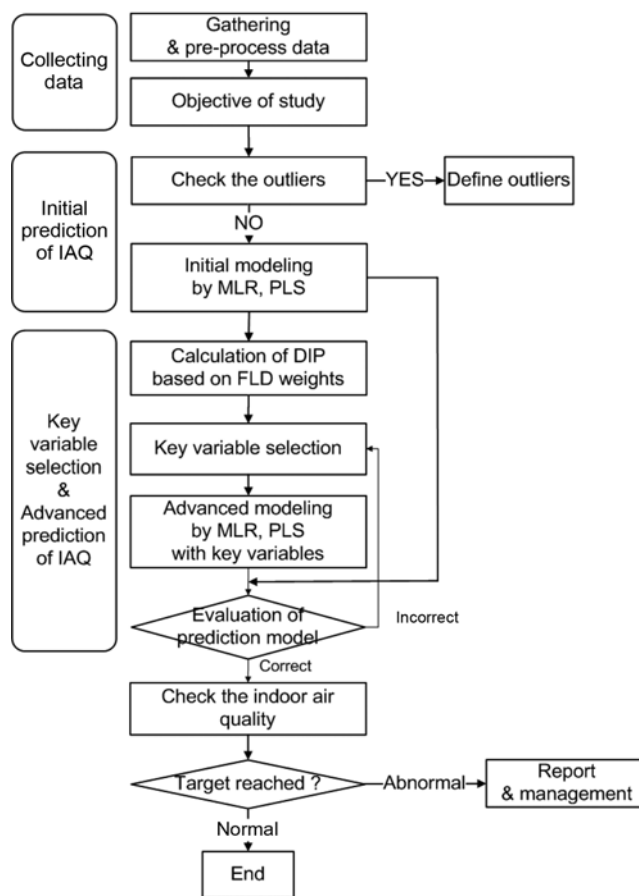 Collecting
data
Gathering
& pre-process data
Objective of study
Initial
prediction
of IAQ
Check the outliers
YES
Define outliers
NO
Initial modeling
by MLR, PLS
Key
variable
selection
&
Advanced
prediction
of IAQ
Calculation of DIP
based on FLD weights
Key variable selection
Advanced modeling
by MLR, PLS
with key variables
Evaluation of
prediction model
Incorrect
Correct
Check the indoor air
quality
Target reached ?
Abnormal
Report
& management
Normal
End